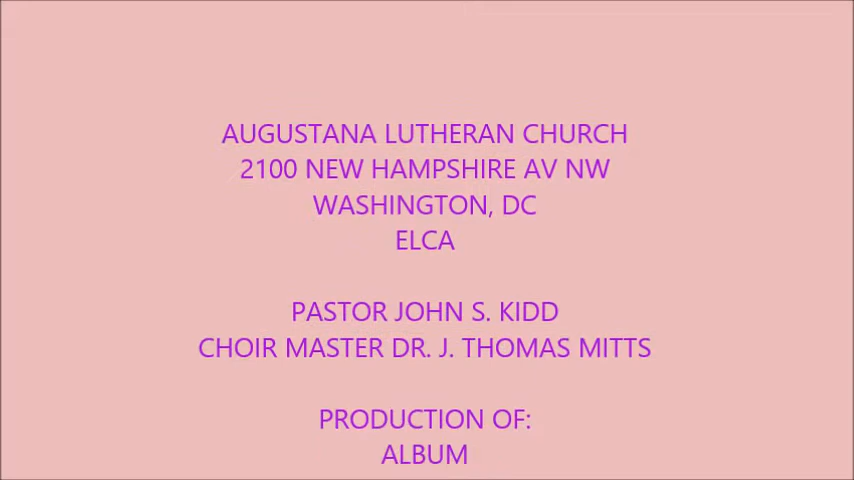 AUGUSTANA LUTHERAN CHURCH
2100 NEW HAMPSHIRE AV NW
WASHINGTON, DC
ELCA
PASTOR JOHN S. KIDD
CHOIR MASTER DR. J. THOMAS MITTS
PRODUCTION OF:
ALBUM